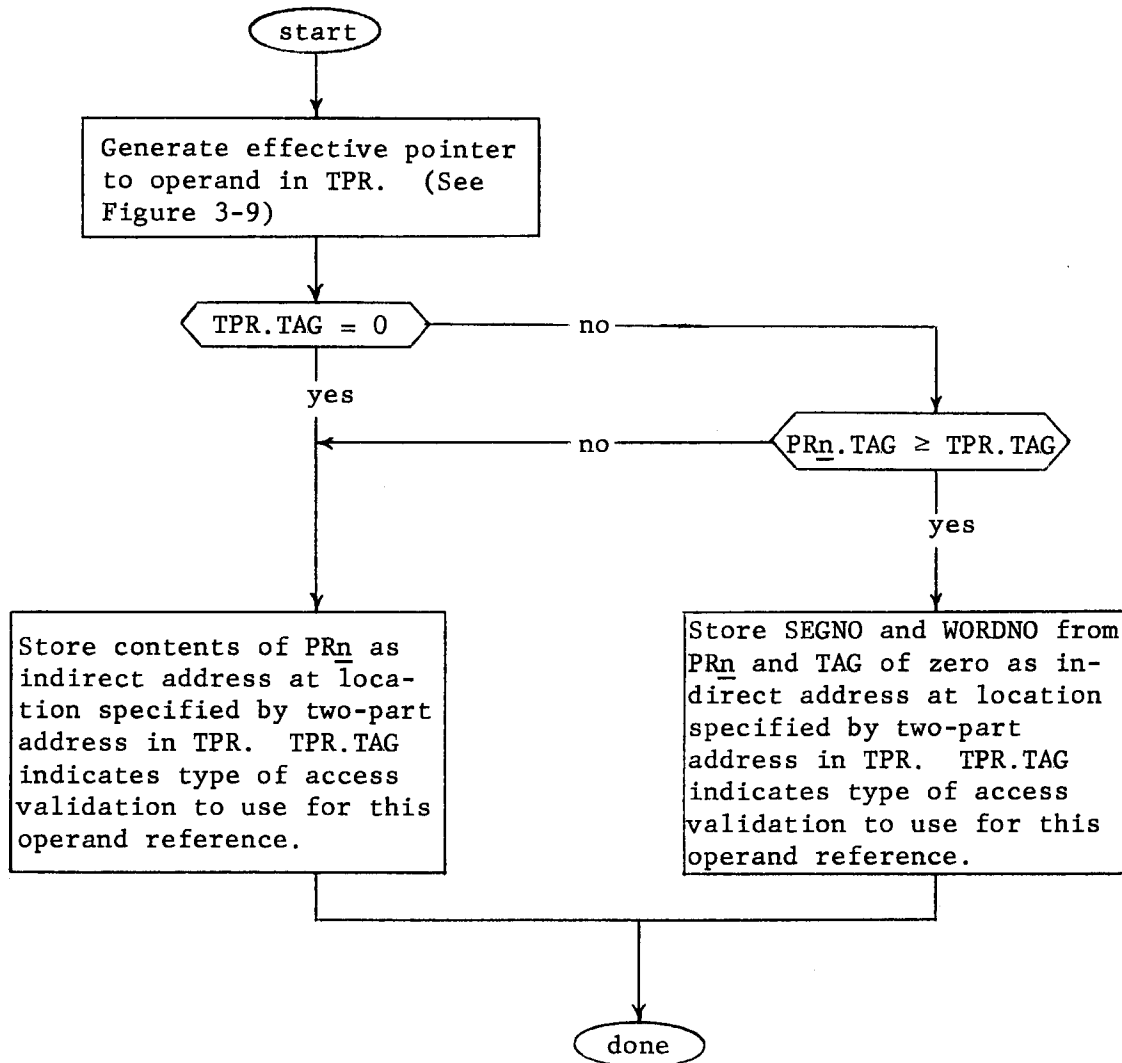 start
Generate effective pointer
to operand in TPR. (See
Figure 3-9)
TPR.TAG = 0
no
yes
no
PRn.TAG ≥ TPR.TAG
yes
Store contents of PRn as
indirect address at loca-
tion specified by two-part
address in TPR. TPR.TAG
indicates type of access
validation to use for this
operand reference.
Store SEGNO and WORDNO from
PRn and TAG of zero as in-
direct address at location
specified by two-part
address in TPR. TPR.TAG
indicates type of access
validation to use for this
operand reference.
done